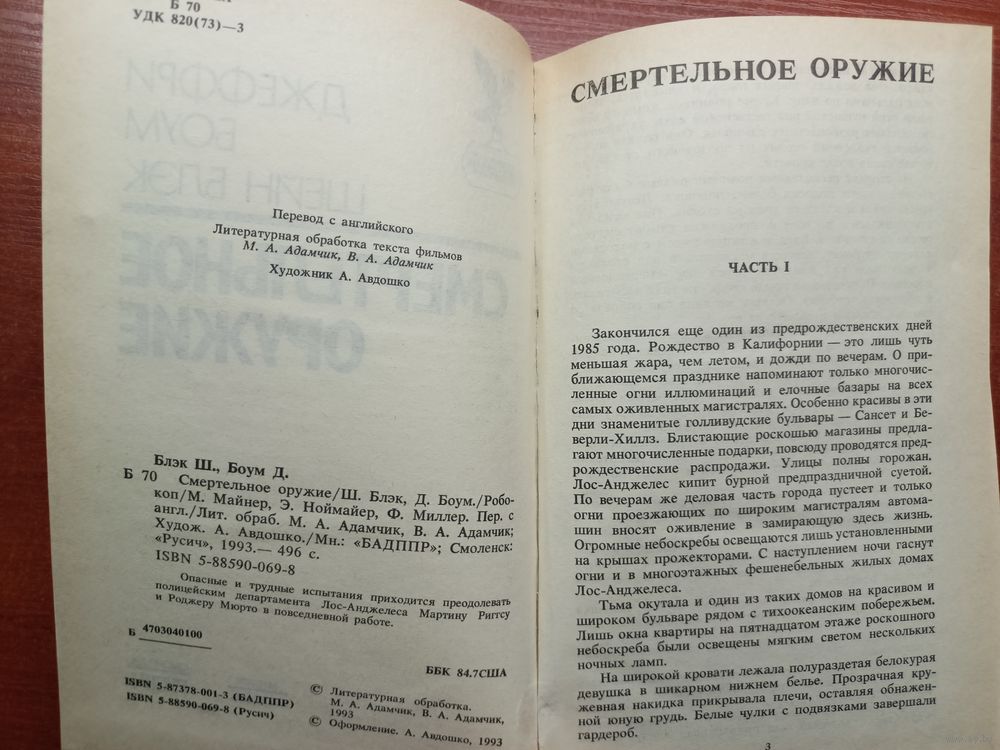 Б 70
УДК 820(73)—3
ДЖЕФФРИ
БОУМ
ШЕЙН БЛЭК
СМЕРТЕЛЬНОЕ
ОРУЖИЕ
Перевод с английского
Литературная обработка текста фильмов
М. А. Адамчик, В. А. Адамчик
Художник А. Авдошко
Блэк Ш., Боум Д.
Б 70 Смертельное оружие/Ш. Блэк, Д. Боум./Робо-
коп/М. Майнер, Э. Ноймайер, Ф. Миллер. Пер. с
англ./Лит. обраб. М. А. Адамчик, В. А. Адамчик;
Худож. А. Авдошко./Мн.: «БАДППР»; Смоленск:
«Русич», 1993.— 496 с.
ISBN 5-88590-069-8
Опасные и трудные испытания приходится преодолевать
полицейским департамента Лос-Анджелеса Мартину Риггсу
и Роджеру Мюрто в повседневной работе.
Б 4703040100
ББК 84.7США
ISBN 5-87378-001-3 (БАДППР)
ISBN 5-88590-069-8 (Русич)
© Литературная обработка.
М. А. Адамчик, В. А. Адамчик,
1993
© Оформление. А. Авдошко, 1993
СМЕРТЕЛЬНОЕ ОРУЖИЕ
ЧАСТЬ I
Закончился еще один из предрождественских дней
1985 года. Рождество в Калифорнии — это лишь чуть
меньшая жара, чем летом, и дожди по вечерам. О при-
ближающемся празднике напоминают только многочис-
ленные огни иллюминаций и елочные базары на всех
самых оживленных магистралях. Особенно красивы в эти
дни знаменитые голливудские бульвары — Сансет и Бе-
верли-Хиллз. Блистающие роскошью магазины предла-
гают многочисленные подарки, повсюду проводятся пред-
рождественские распродажи. Улицы полны горожан.
Лос-Анджелес кипит бурной предпраздничной суетой.
По вечерам же деловая часть города пустеет и только
огни проезжающих по широким магистралям автома-
шин вносят оживление в замирающую здесь жизнь.
Огромные небоскребы освещаются лишь установленными
на крышах прожекторами. С наступлением ночи гаснут
огни и в многоэтажных фешенебельных жилых домах
Лос-Анджелеса.
Тьма окутала и один из таких домов на красивом и
широком бульваре рядом с тихоокеанским побережьем.
Лишь окна квартиры на пятнадцатом этаже роскошного
небоскреба были освещены мягким светом нескольких
ночных ламп.
На широкой кровати лежала полураздетая белокурая
девушка в шикарном нижнем белье. Прозрачная кру-
жевная накидка прикрывала плечи, оставляя обнажен-
ной юную грудь. Белые чулки с подвязками завершали
гардероб.
3